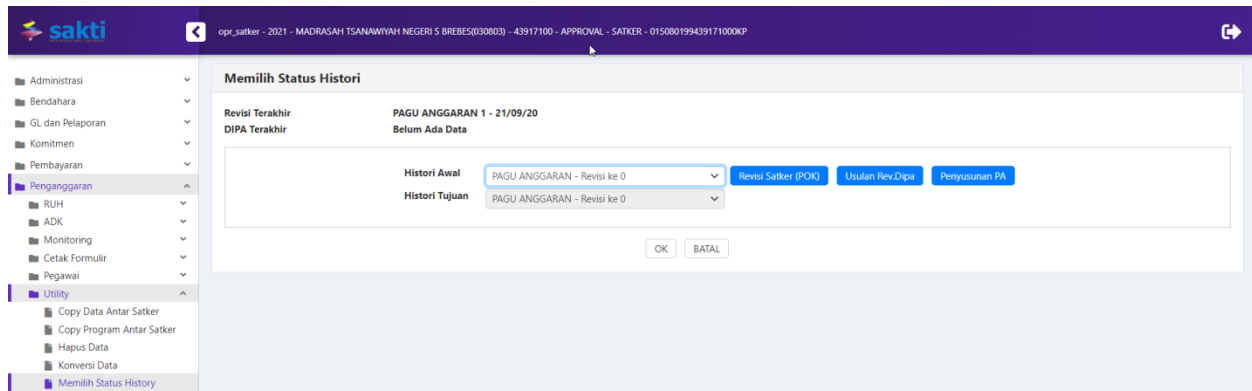 sakti
opr_satker - 2021 - MADRASAH TSANAWIYAH NEGERI 5 BREBES(030803) - 43917100 - APPROVAL - SATKER - 015080199439171000KP
Administrasi
Bendahara
GL dan Pelaporan
Komitmen
Pembayaran
Penganggaran
RUH
ADK
Monitoring
Cetak Formulir
Pegawai
Utility
Copy Data Antar Satker
Copy Program Antar Satker
Hapus Data
Konversi Data
Memilih Status History
Memilih Status Histori
Revisi Terakhir PAGU ANGGARAN 1 - 21/09/20
DIPA Terakhir Belum Ada Data
Histori Awal PAGU ANGGARAN - Revisi ke 0 Revisi Satker (POK) Usulan Rev.Dipa Penyusunan PA
Histori Tujuan PAGU ANGGARAN - Revisi ke 0
OK BATAL